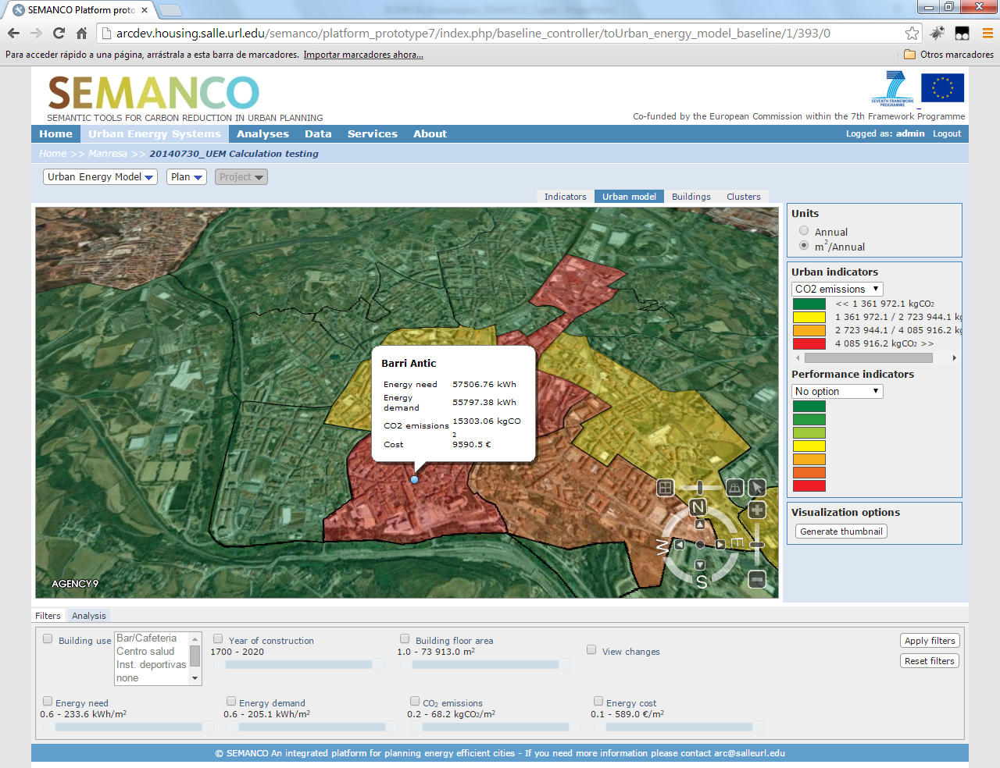 SEMANCO Platform proto
arcdev.housing.salle.url.edu/semanco/platform_prototype7/index.php/baseline_controller/toUrban_energy_model_baseline/1/393/0
Para acceder rápido a una página, arrástrala a esta barra de marcadores. Importar marcadores ahora...
Otros marcadores
SEMANCO
SEMANTIC TOOLS FOR CARBON REDUCTION IN URBAN PLANNING
SEVENTH FRAMEWORK
PROGRAMME
Co-funded by the European Commission within the 7th Framework Programme
Home Urban Energy Systems Analyses Data Services About
Logged as: admin Logout
Home >> Manresa >> 20140730_UEM Calculation testing
Urban Energy Model Plan Project
Indicators Urban model Buildings Clusters
Barri Antic
Energy need 57506.76 kWh
Energy
demand 55797.38 kWh
CO2 emissions 15303.06 kgCO
2
Cost 9590.5 €
N
W E
S
AGENCY9
Units
Annual
m²/Annual
Urban indicators
CO2 emissions
<< 1 361 972.1 kgCO₂
1 361 972.1 / 2 723 944.1 kg
2 723 944.1 / 4 085 916.2 kg
4 085 916.2 kgCO₂ >>
Performance indicators
No option
Visualization options
Generate thumbnail
Filters Analysis
Building use
Bar/Cafeteria
Centro salud
Inst. deportivas
none
Year of construction
1700 - 2020
Building floor area
1.0 - 73 913.0 m²
View changes
Apply filters
Reset filters
Energy need
0.6 - 233.6 kWh/m²
Energy demand
0.6 - 205.1 kWh/m²
CO₂ emissions
0.2 - 68.2 kgCO₂/m²
Energy cost
0.1 - 589.0 €/m²
© SEMANCO An integrated platform for planning energy efficient cities - If you need more information please contact arc@salleurl.edu